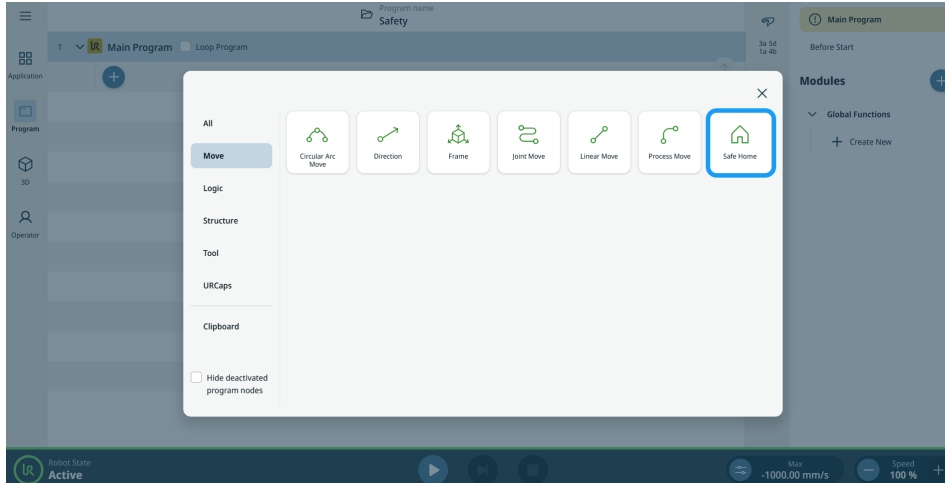 Program name
Safety
Main Program
1
UR
Main Program
Loop Program
3a 5d
1a 4b
Before Start
Application
Modules
All
Global Functions
Program
Circular Arc
Move
Direction
Frame
Joint Move
Linear Move
Process Move
Safe Home
Move
Create New
3D
Logic
Structure
Operator
Tool
URCaps
Clipboard
Hide deactivated
program nodes
UR
Robot State
Active
Max
-1000.00 mm/s
Speed
100 %